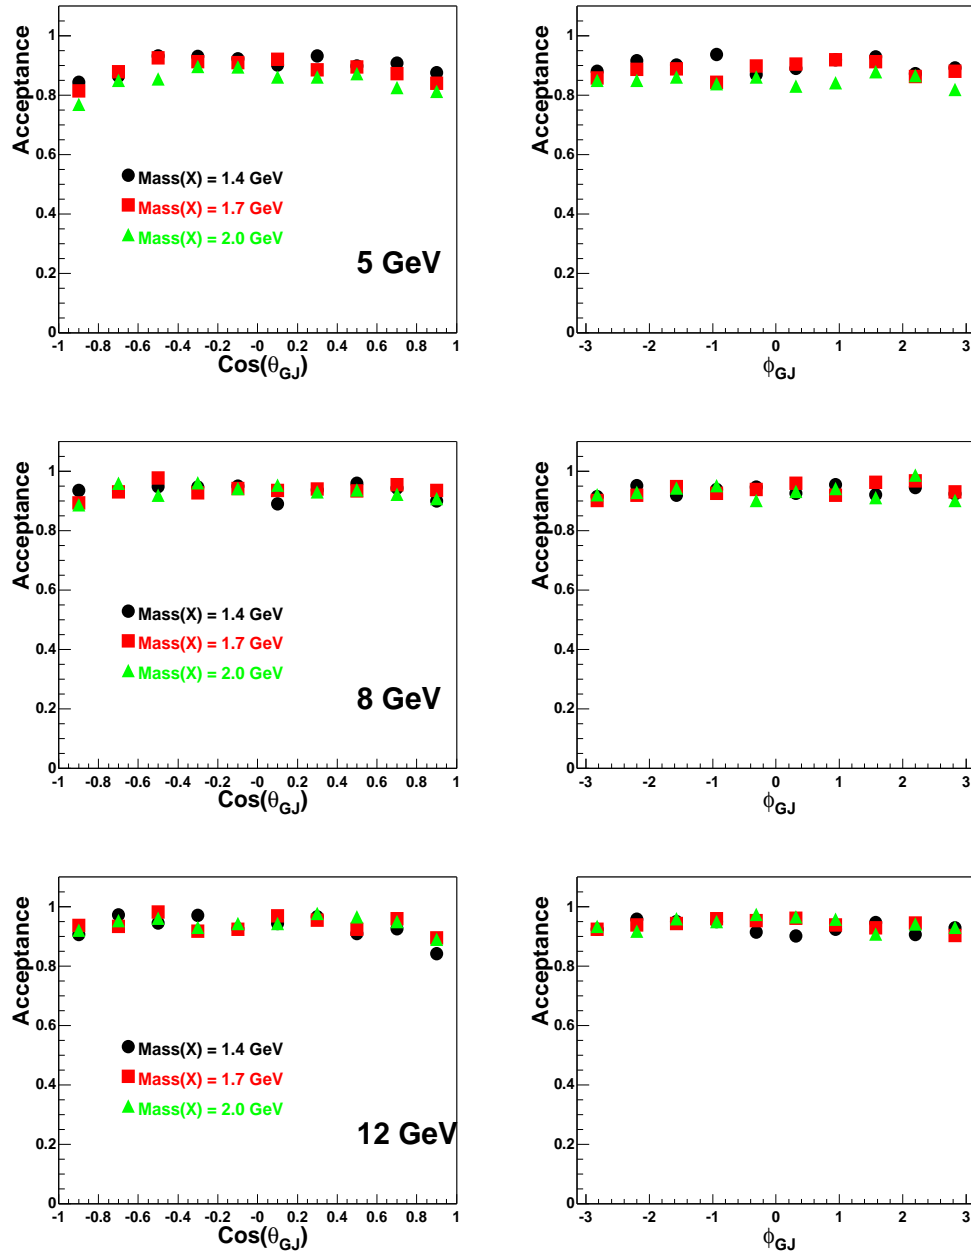 Acceptance
1
0.8
0.6
0.4
0.2
0
Mass(X) = 1.4 GeV
Mass(X) = 1.7 GeV
Mass(X) = 2.0 GeV
5 GeV
-1 -0.8 -0.6 -0.4 -0.2 -0 0.2 0.4 0.6 0.8 1
Cos(θGJ)
Acceptance
1
0.8
0.6
0.4
0.2
0
-3 -2 -1 0 1 2 3
ϕGJ
Acceptance
1
0.8
0.6
0.4
0.2
0
Mass(X) = 1.4 GeV
Mass(X) = 1.7 GeV
Mass(X) = 2.0 GeV
8 GeV
-1 -0.8 -0.6 -0.4 -0.2 -0 0.2 0.4 0.6 0.8 1
Cos(θGJ)
Acceptance
1
0.8
0.6
0.4
0.2
0
-3 -2 -1 0 1 2 3
ϕGJ
Acceptance
1
0.8
0.6
0.4
0.2
0
Mass(X) = 1.4 GeV
Mass(X) = 1.7 GeV
Mass(X) = 2.0 GeV
12 GeV
-1 -0.8 -0.6 -0.4 -0.2 -0 0.2 0.4 0.6 0.8 1
Cos(θGJ)
Acceptance
1
0.8
0.6
0.4
0.2
0
-3 -2 -1 0 1 2 3
ϕGJ